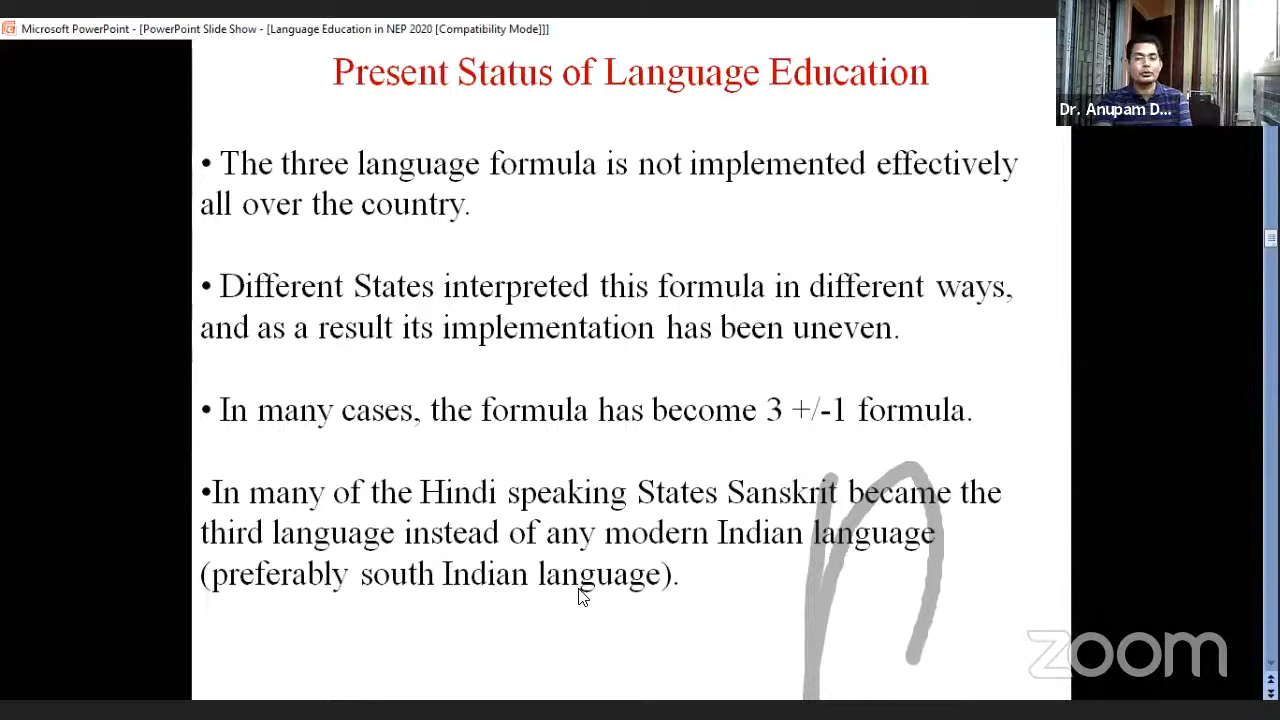 Microsoft PowerPoint - [PowerPoint Slide Show - [Language Education in NEP 2020 [Compatibility Mode]]]
Present Status of Language Education
Dr. Anupam D...
• The three language formula is not implemented effectively
all over the country.
• Different States interpreted this formula in different ways,
and as a result its implementation has been uneven.
• In many cases, the formula has become 3 +/-1 formula.
•In many of the Hindi speaking States Sanskrit became the
third language instead of any modern Indian language
(preferably south Indian language).
n
zoom